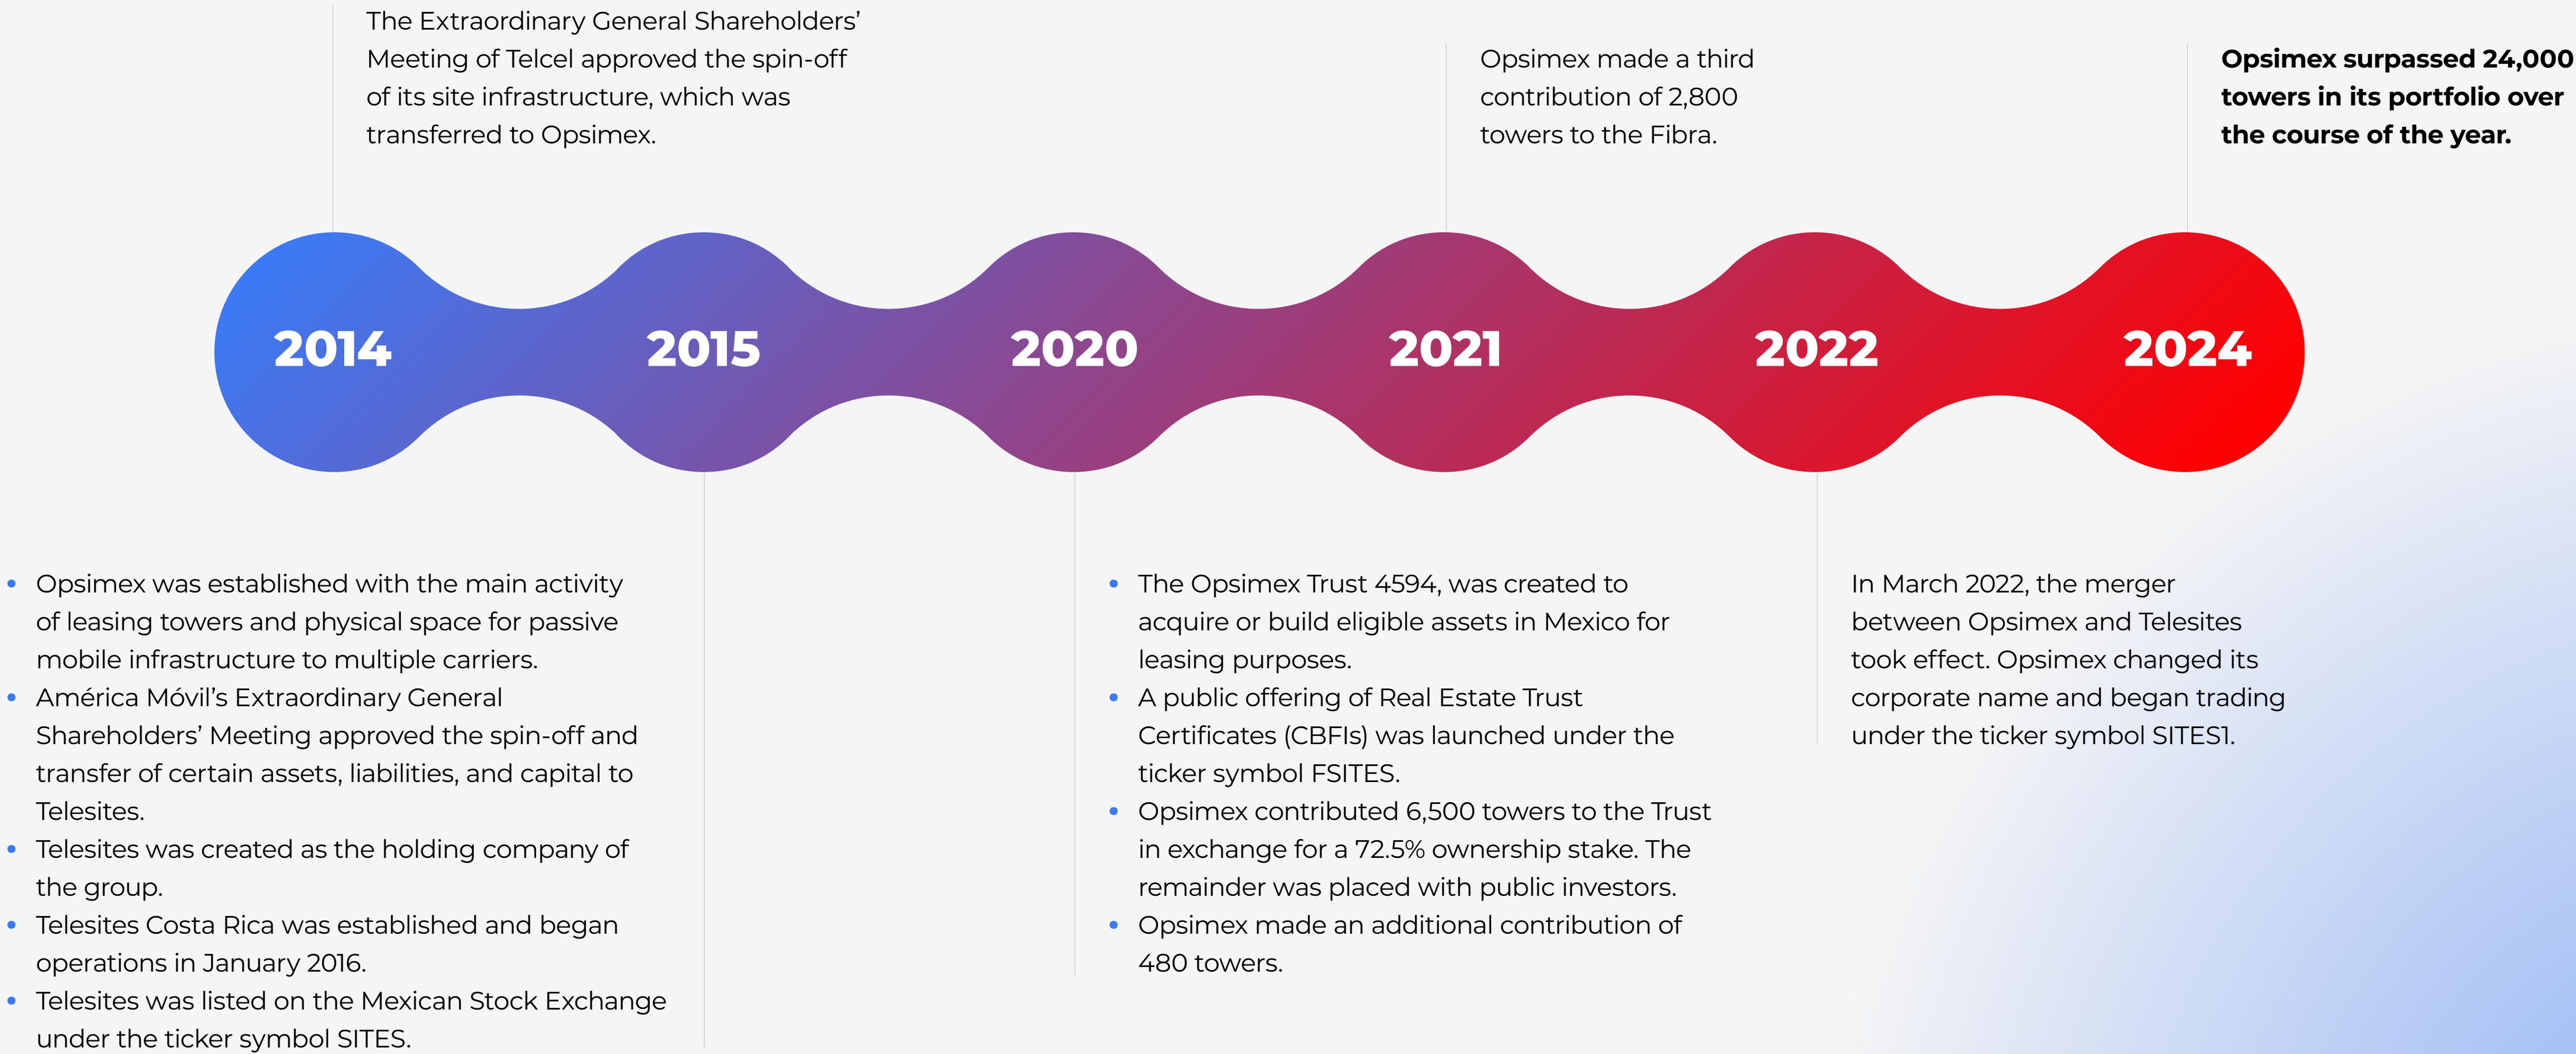 The Extraordinary General Shareholders’
Meeting of Telcel approved the spin-off
of its site infrastructure, which was
transferred to Opsimex.
Opsimex made a third
contribution of 2,800
towers to the Fibra.
Opsimex surpassed 24,000
towers in its portfolio over
the course of the year.
2014
2015
2020
2021
2022
2024
• Opsimex was established with the main activity
of leasing towers and physical space for passive
mobile infrastructure to multiple carriers.
• América Móvil’s Extraordinary General
Shareholders’ Meeting approved the spin-off and
transfer of certain assets, liabilities, and capital to
Telesites.
• Telesites was created as the holding company of
the group.
• Telesites Costa Rica was established and began
operations in January 2016.
• Telesites was listed on the Mexican Stock Exchange
under the ticker symbol SITES.
• The Opsimex Trust 4594, was created to
acquire or build eligible assets in Mexico for
leasing purposes.
• A public offering of Real Estate Trust
Certificates (CBFIs) was launched under the
ticker symbol FSITES.
• Opsimex contributed 6,500 towers to the Trust
in exchange for a 72.5% ownership stake. The
remainder was placed with public investors.
• Opsimex made an additional contribution of
480 towers.
In March 2022, the merger
between Opsimex and Telesites
took effect. Opsimex changed its
corporate name and began trading
under the ticker symbol SITES1.